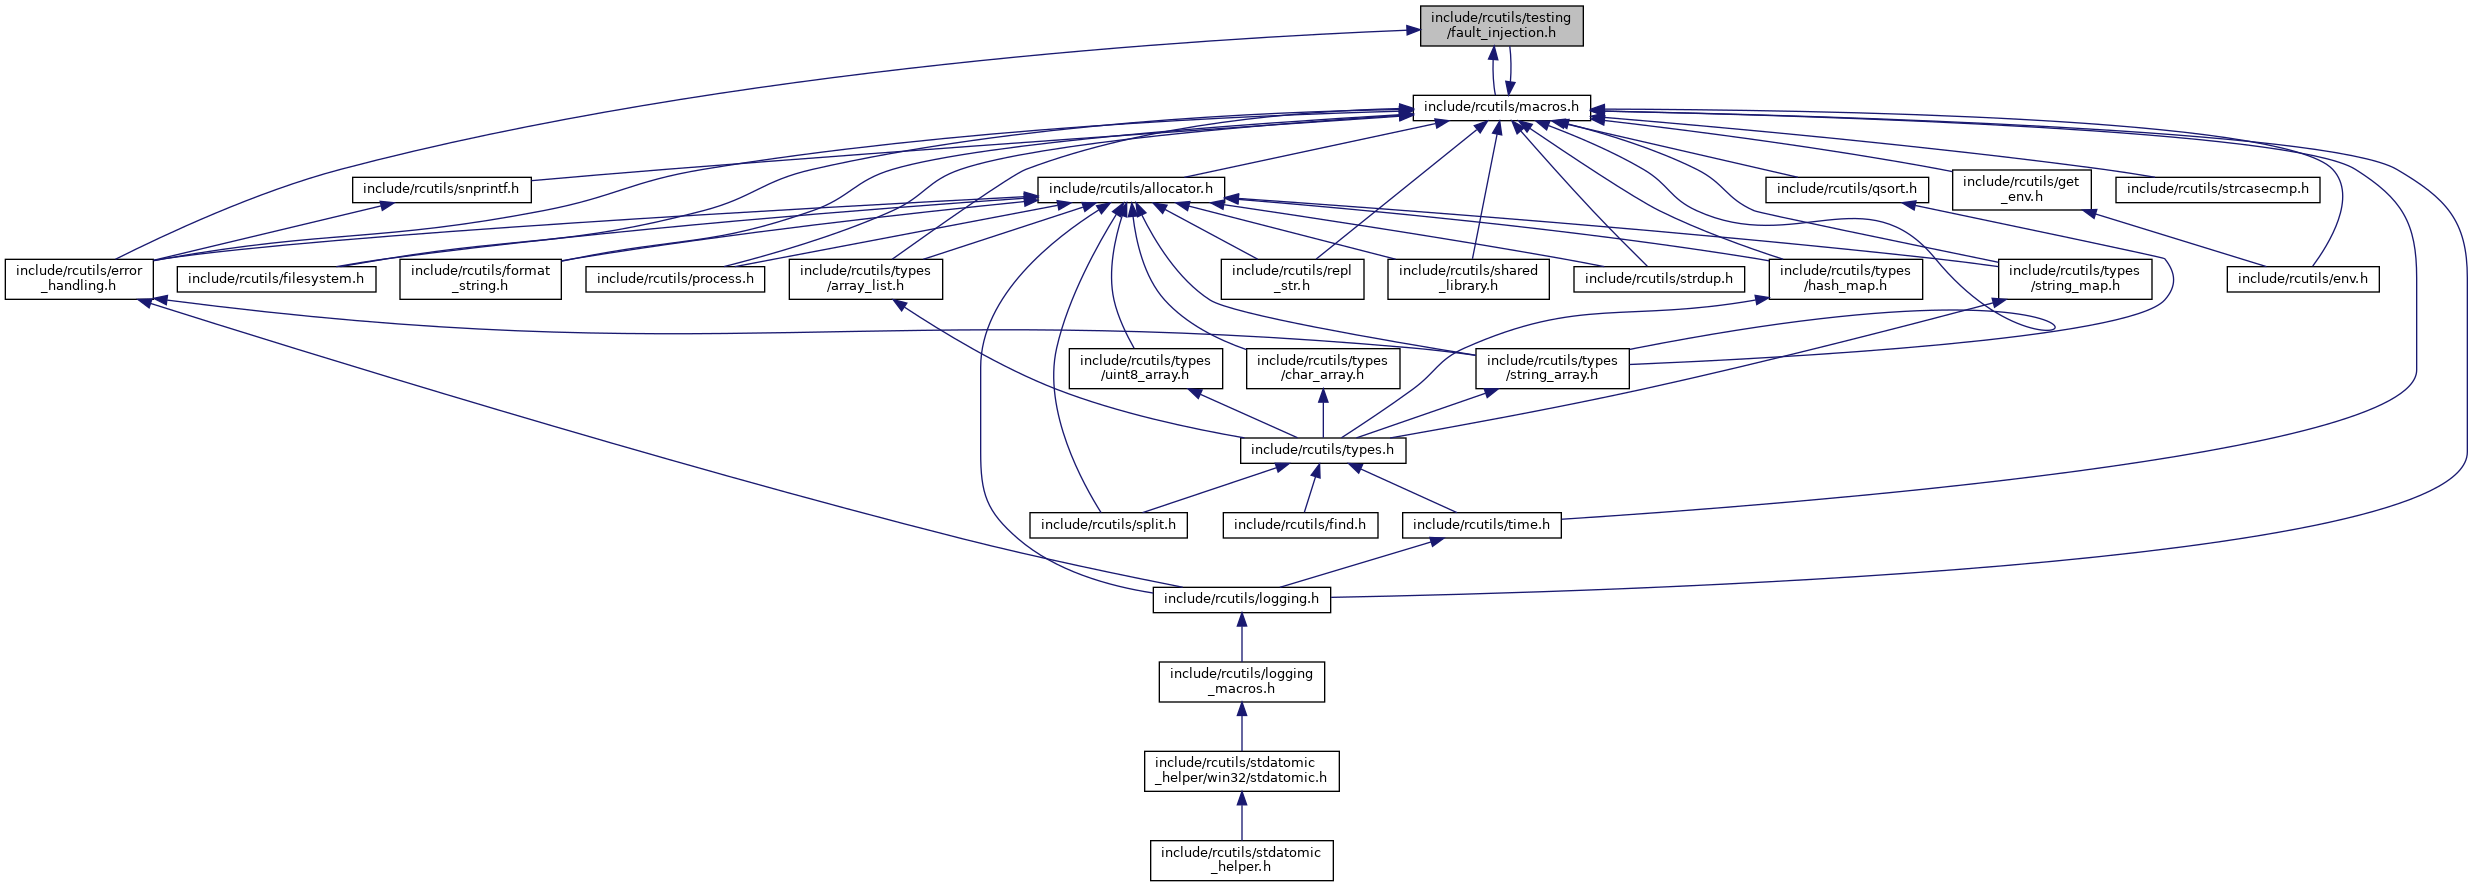 include/rcutils/testing
/fault_injection.h
include/rcutils/macros.h
include/rcutils/snprintf.h
include/rcutils/allocator.h
include/rcutils/qsort.h
include/rcutils/get
_env.h
include/rcutils/strcasecmp.h
include/rcutils/error
_handling.h
include/rcutils/filesystem.h
include/rcutils/format
_string.h
include/rcutils/process.h
include/rcutils/types
/array_list.h
include/rcutils/repl
_str.h
include/rcutils/shared
_library.h
include/rcutils/strdup.h
include/rcutils/types
/hash_map.h
include/rcutils/types
/string_map.h
include/rcutils/env.h
include/rcutils/types
/uint8_array.h
include/rcutils/types
/char_array.h
include/rcutils/types
/string_array.h
include/rcutils/types.h
include/rcutils/split.h
include/rcutils/find.h
include/rcutils/time.h
include/rcutils/logging.h
include/rcutils/logging
_macros.h
include/rcutils/stdatomic
_helper/win32/stdatomic.h
include/rcutils/stdatomic
_helper.h